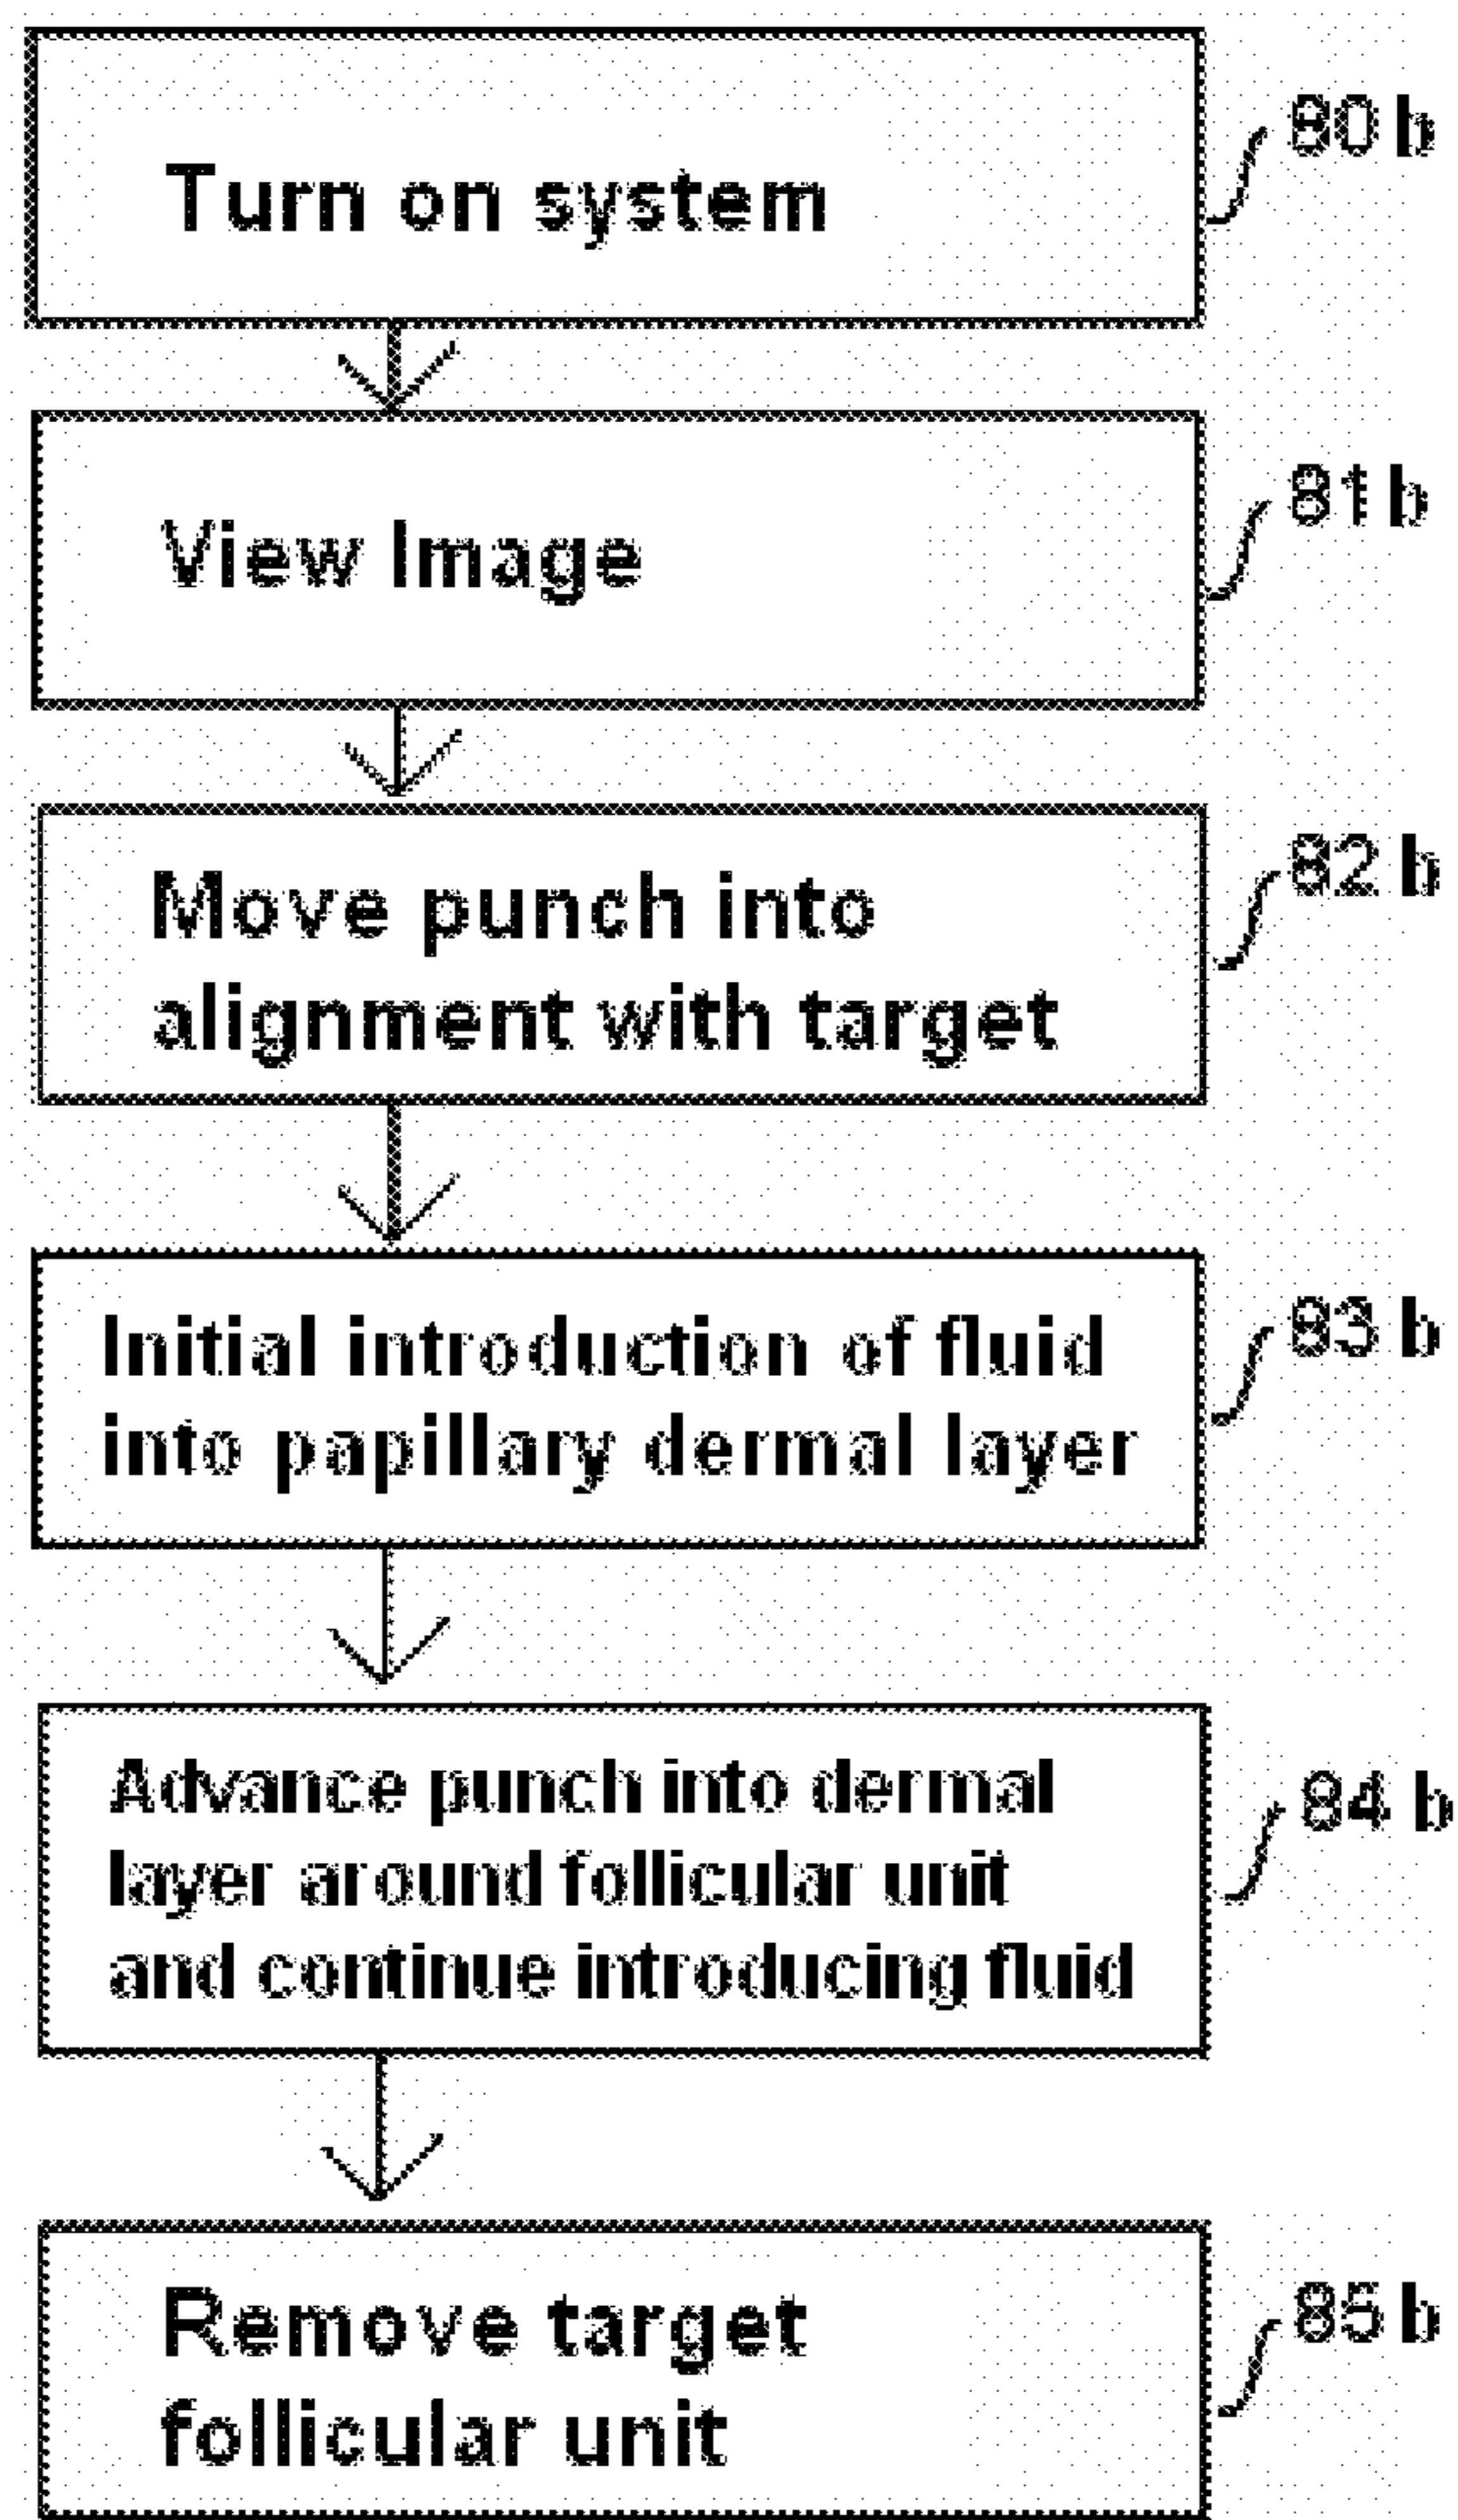 Turn on system
80 b
View Image
81 b
Move punch into
alignment with target
82 b
Initial introduction of fluid
into papillary dermal layer
83 b
Advance punch into dermal
layer around follicular unit
and continue introducing fluid
84 b
Remove target
follicular unit
85 b